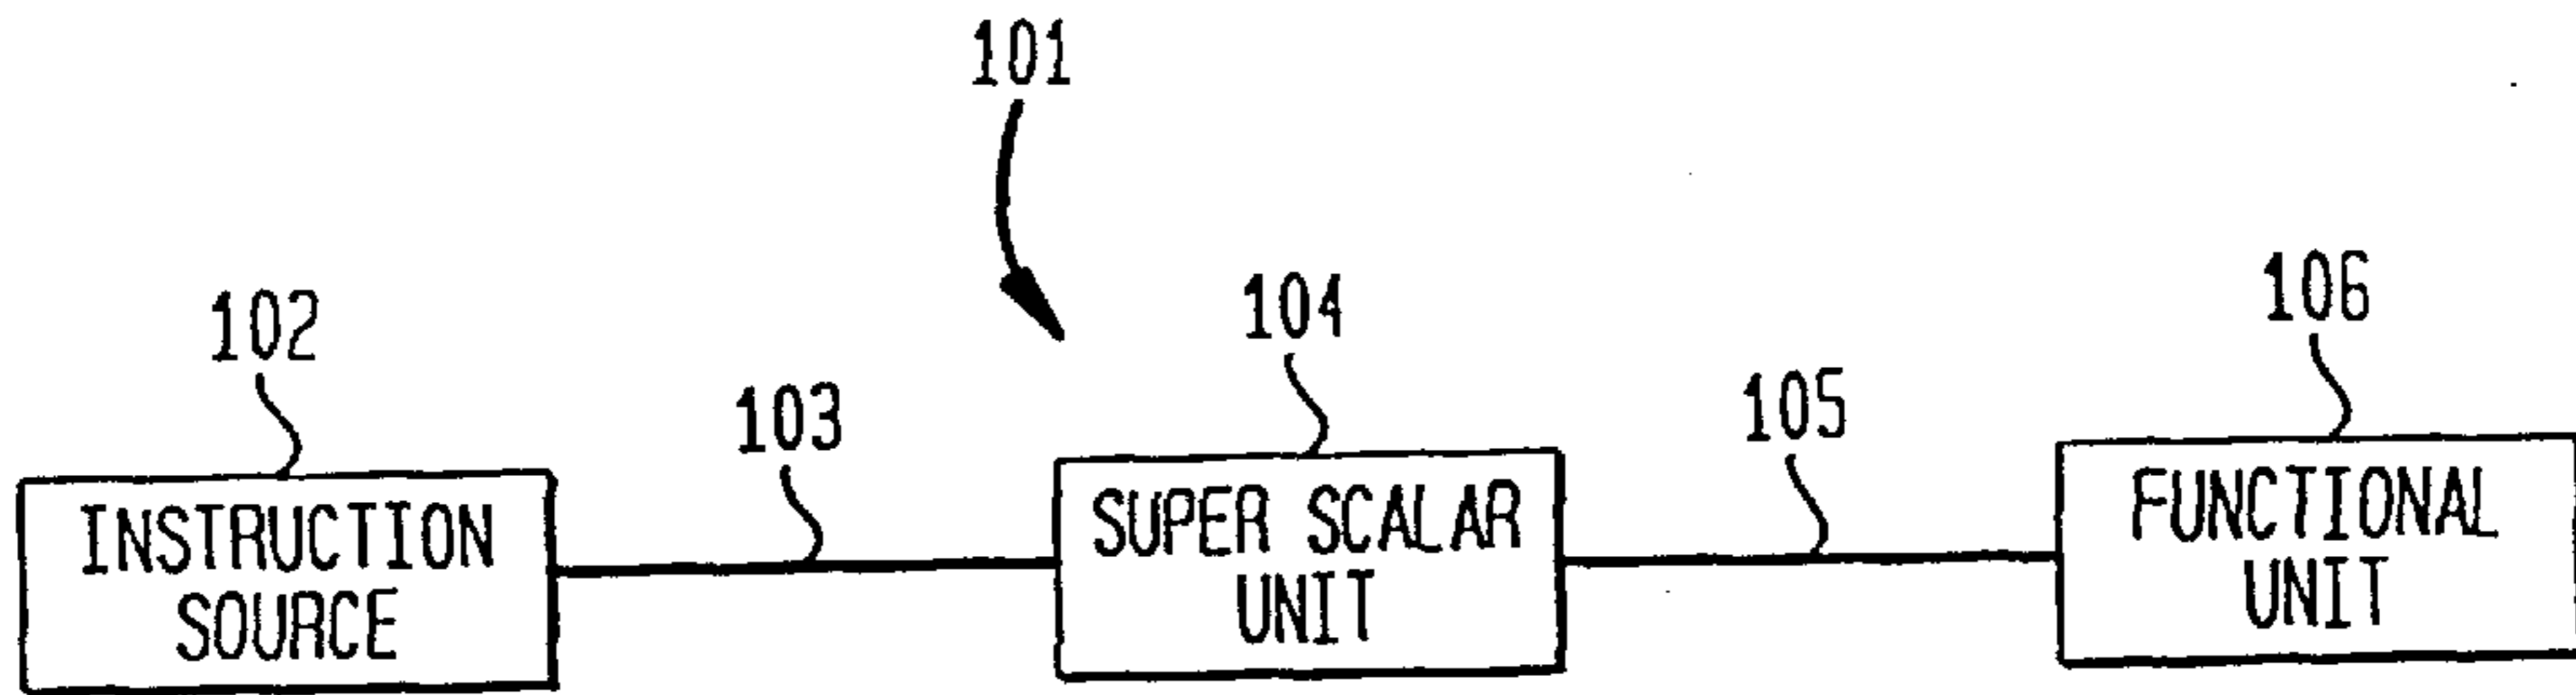 101
102
103
104
105
106
INSTRUCTION
SOURCE
SUPER SCALAR
UNIT
FUNCTIONAL
UNIT